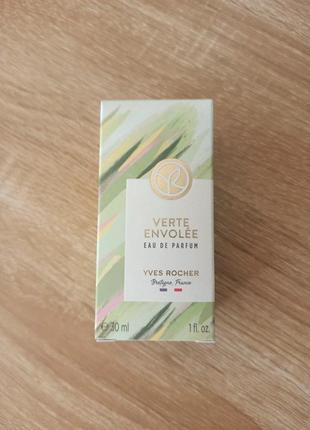 VERTE
ENVOLÉE
EAU DE PARFUM
YVES ROCHER
Bretagne, France
℮ 30 ml 1 fl. oz.